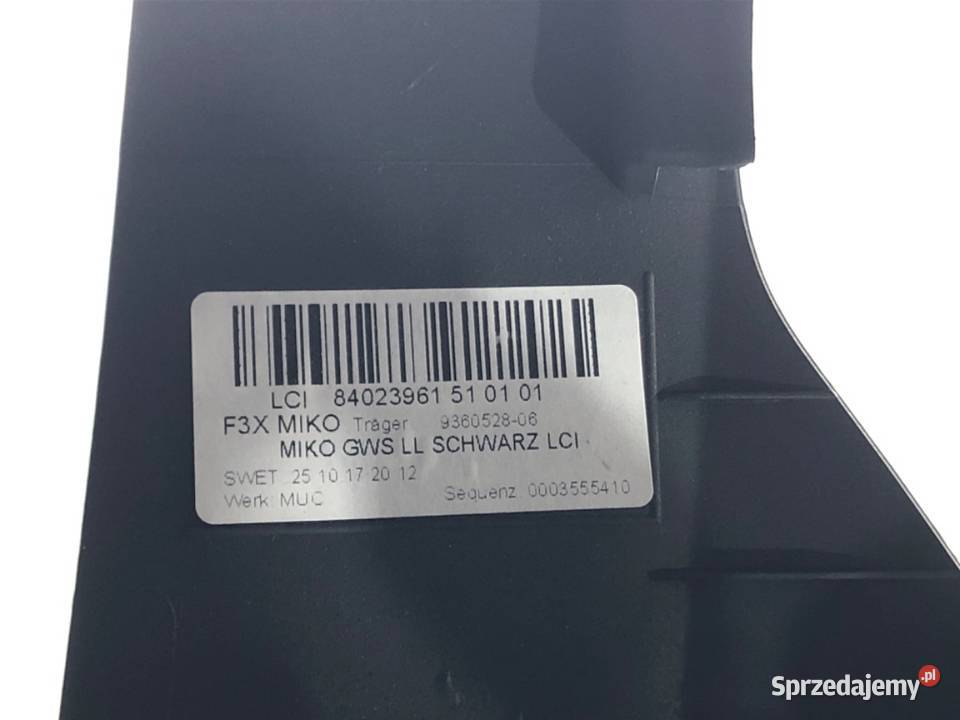 LCI 84023961 51 01 01
F3X MIKO Träger 9360528-06
MIKO GWS LL SCHWARZ LCI
SWET 25 10 17 20 12
Werk: MUC Sequenz: 0003555410
Sprzedajemy.pl